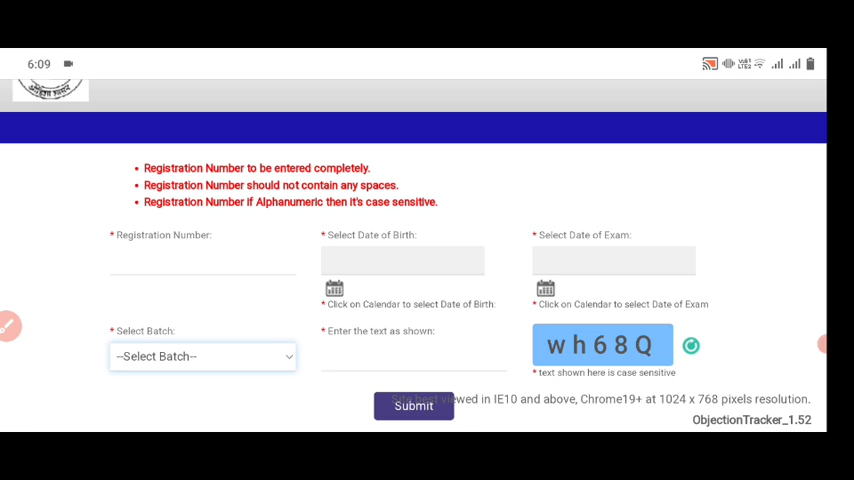 6:09
Registration Number to be entered completely.
Registration Number should not contain any spaces.
Registration Number if Alphanumeric then it's case sensitive.
* Registration Number:
* Select Date of Birth:
* Select Date of Exam:
* Click on Calendar to select Date of Birth:
* Click on Calendar to select Date of Exam
* Select Batch:
* Enter the text as shown:
--Select Batch--
wh68Q
* text shown here is case sensitive
Submit
Site best viewed in IE10 and above, Chrome19+ at 1024 x 768 pixels resolution.
ObjectionTracker_1.52